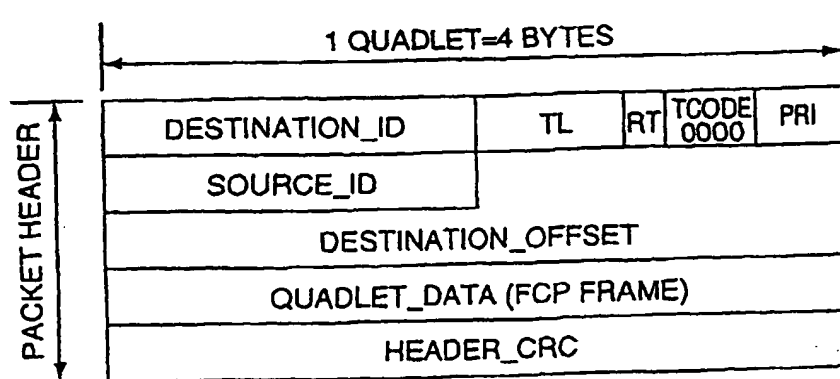 1 QUADLET=4 BYTES
PACKET HEADER
DESTINATION_ID TL RT TCODE 0000 PRI
SOURCE_ID
DESTINATION_OFFSET
QUADLET_DATA (FCP FRAME)
HEADER_CRC